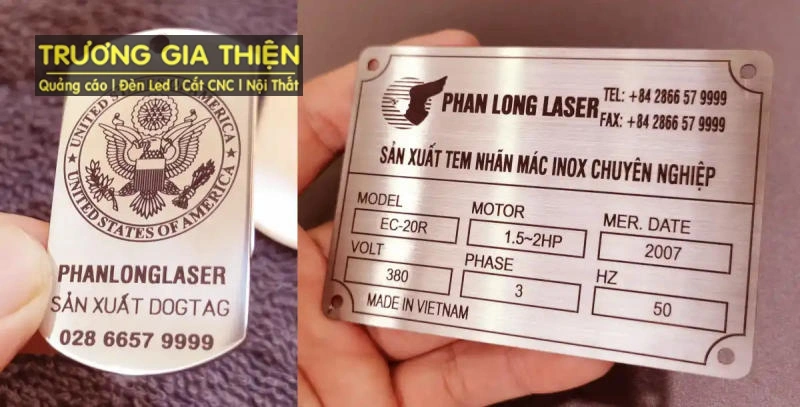 TRƯƠNG GIA THIỆN
Quảng cáo | Đèn Led | Cắt CNC | Nội Thất
UNITED STATES OF AMERICA
UNITED STATES OF AMERICA
PHANLONGLASER
SẢN XUẤT DOGTAG
028 6657 9999
PHAN LONG LASER
TEL: +84 2866 57 9999
FAX: +84 2866 57 9999
SẢN XUẤT TEM NHÃN MÁC INOX CHUYÊN NGHIỆP
MODEL
EC-20R
MOTOR
1.5~2HP
MER. DATE
2007
VOLT
380
PHASE
3
HZ
50
MADE IN VIETNAM